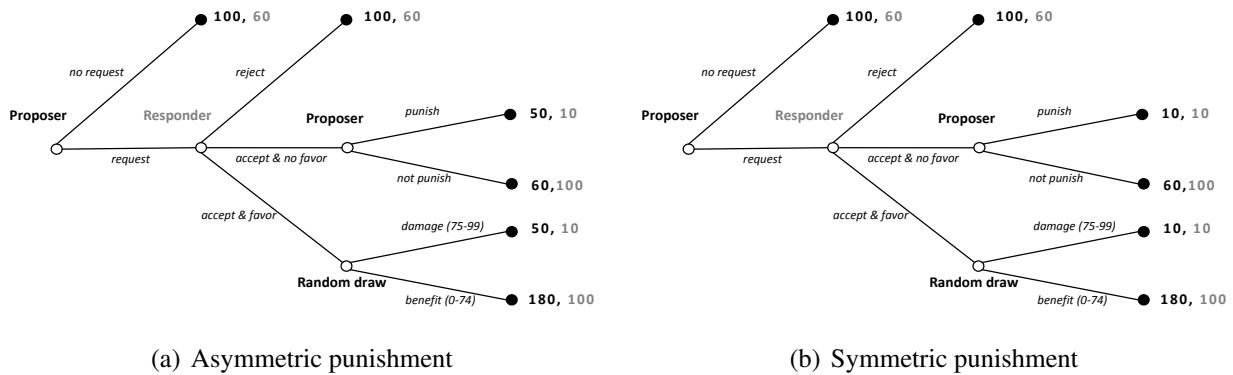 100, 60
100, 60
no request
reject
Proposer
Responder
Proposer
punish
50, 10
request
accept & no favor
not punish
60,100
accept & favor
damage (75-99)
50, 10
Random draw
benefit (0-74)
180, 100
(a) Asymmetric punishment
100, 60
100, 60
no request
reject
Proposer
Responder
Proposer
punish
10, 10
request
accept & no favor
not punish
60,100
accept & favor
damage (75-99)
10, 10
Random draw
benefit (0-74)
180, 100
(b) Symmetric punishment